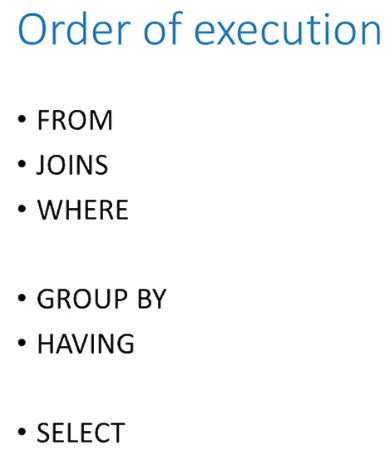 Order of execution
• FROM
• JOINS
• WHERE
• GROUP BY
• HAVING
• SELECT